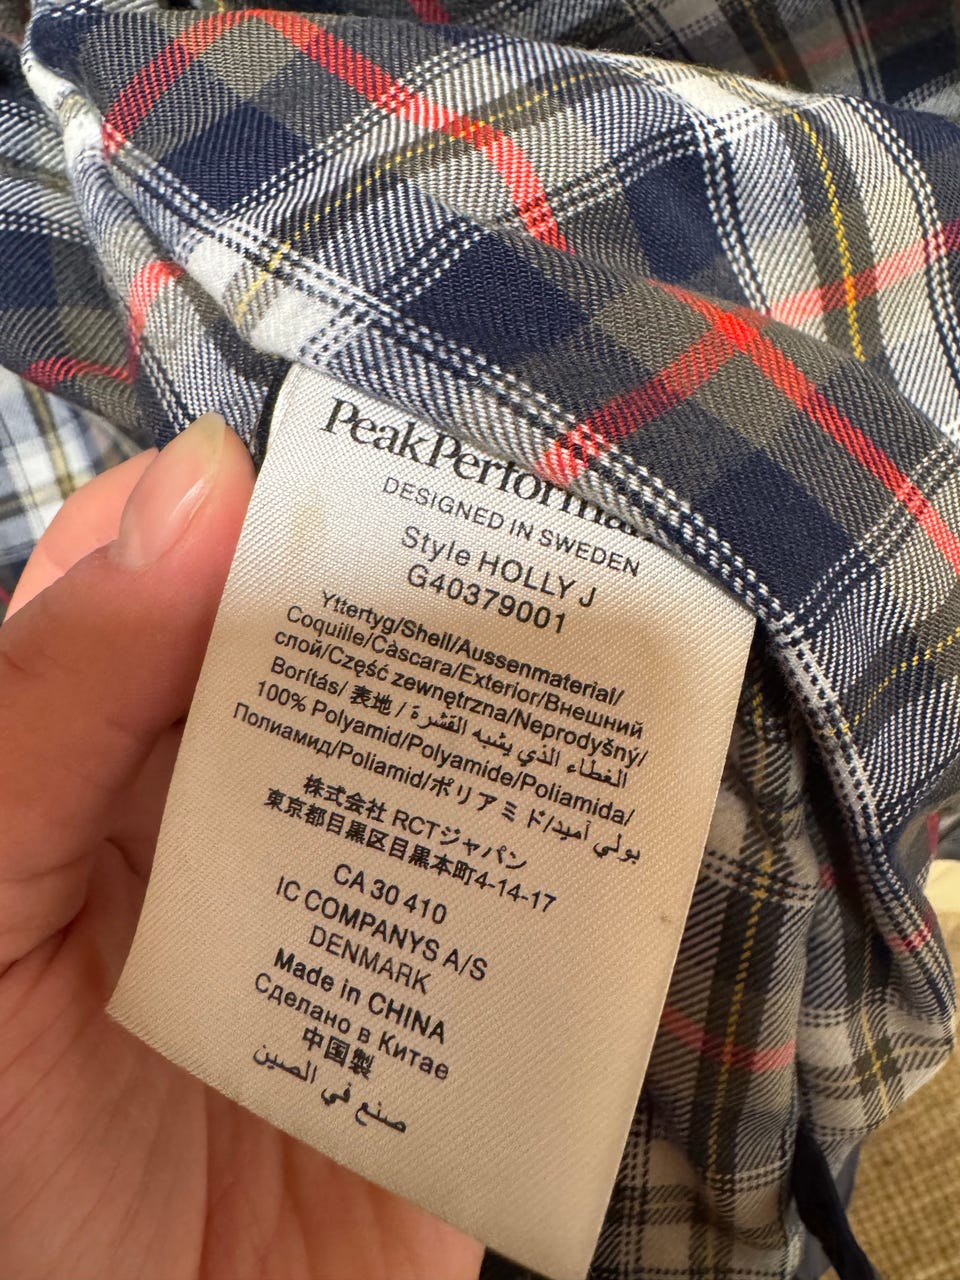 PeakPerforma
DESIGNED IN SWEDEN
Style HOLLY J
G40379001
Yttertyg/Shell/Aussenmaterial/
Coquille/Càscara/Exterior/Внешний
слой/Część zewnętrzna/Neprodyšný/
Borítás/ 表地 / الغطاء الذي يشبه القشرة
100% Polyamid/Polyamide/Poliamida/
Полиамид/Poliamid/ポリアミド/بولي أميد
株式会社 RCTジャパン
東京都目黒区目黒本町4-14-17
CA 30 410
IC COMPANYS A/S
DENMARK
Made in CHINA
Сделано в Китае
中国製
صنع في الصين